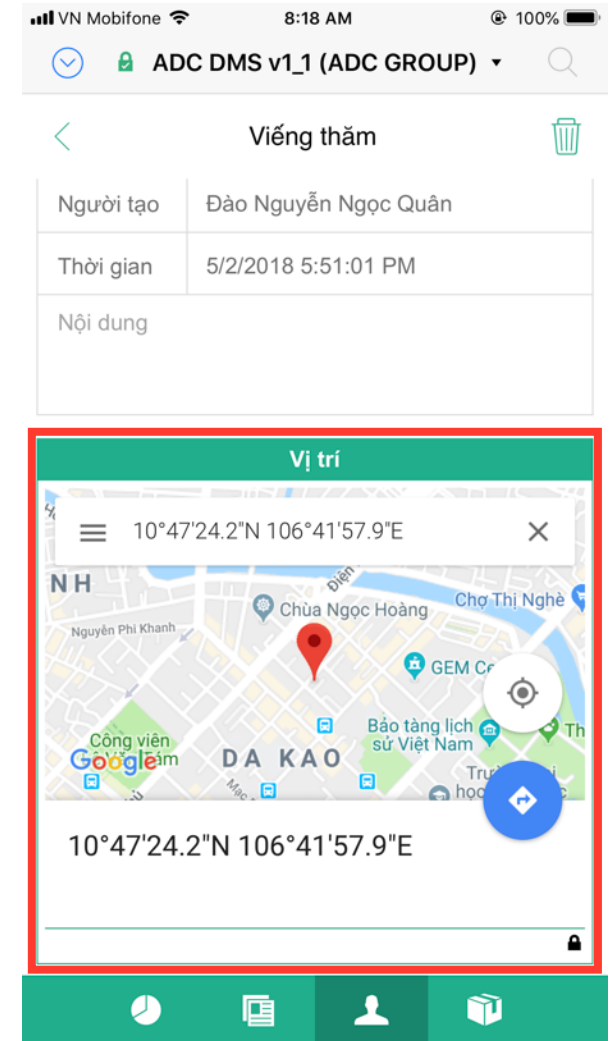 VN Mobifone 8:18 AM 100%
ADC DMS v1_1 (ADC GROUP)
Viếng thăm
Người tạo Đào Nguyễn Ngọc Quân
Thời gian 5/2/2018 5:51:01 PM
Nội dung
Vị trí
10°47'24.2"N 106°41'57.9"E
NH
Điện
Chùa Ngọc Hoàng
Chợ Thị Nghè
Nguyễn Phi Khanh
GEM Ce
Công viên
Bảo tàng lịch
sử Việt Nam
Th
Google
DA KAO
Mạc
10°47'24.2"N 106°41'57.9"E